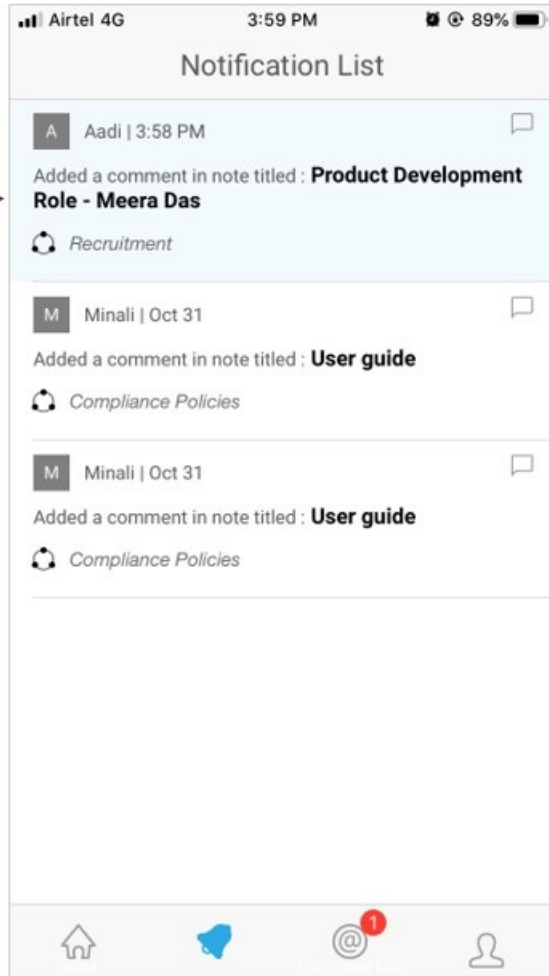 Airtel 4G 3:59 PM 89%
Notification List
A Aadi | 3:58 PM
Added a comment in note titled : Product Development
Role - Meera Das
Recruitment
M Minali | Oct 31
Added a comment in note titled : User guide
Compliance Policies
M Minali | Oct 31
Added a comment in note titled : User guide
Compliance Policies
@ 1